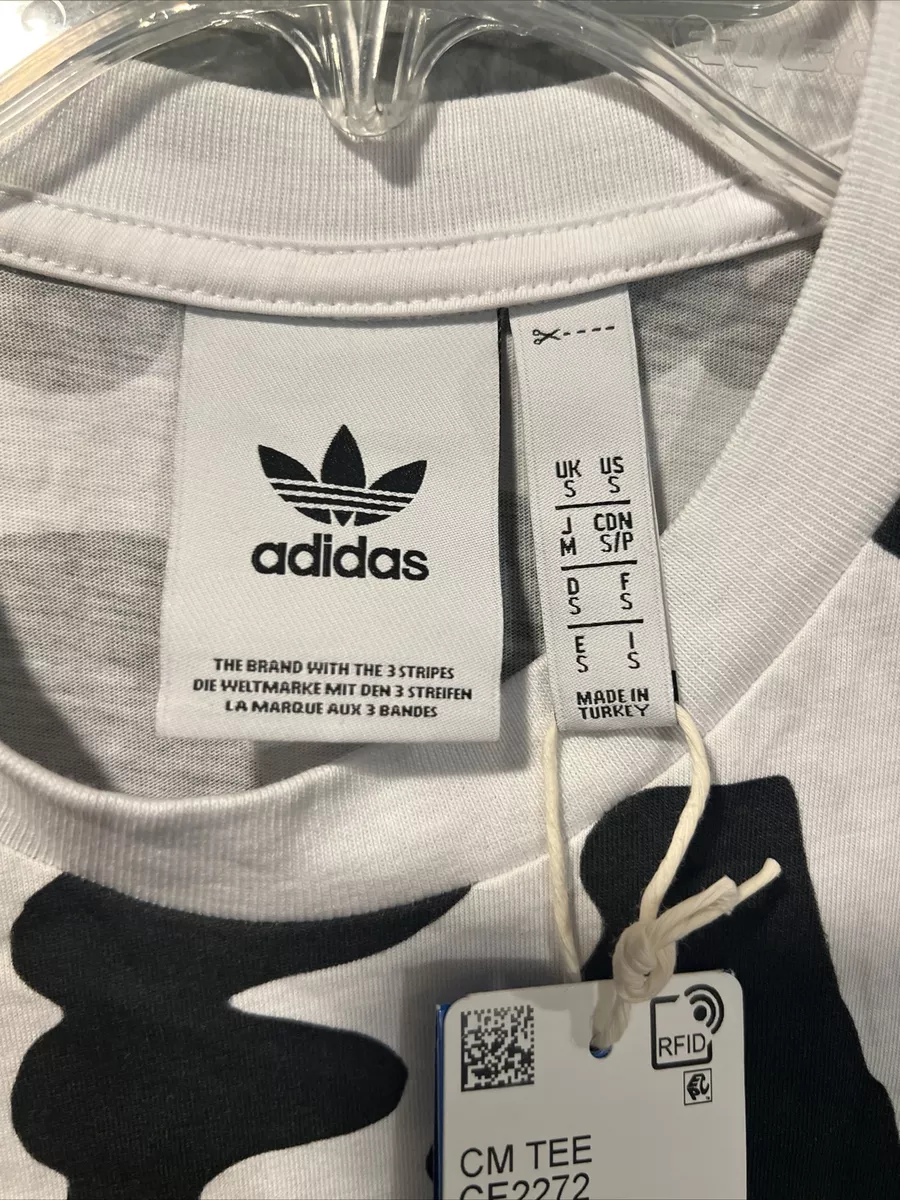 adidas
THE BRAND WITH THE 3 STRIPES
DIE WELTMARKE MIT DEN 3 STREIFEN
LA MARQUE AUX 3 BANDES
UK US
S S
J CDN
M S/P
D F
S S
E I
S S
MADE IN
TURKEY
RFID
CM TEE
CE2272